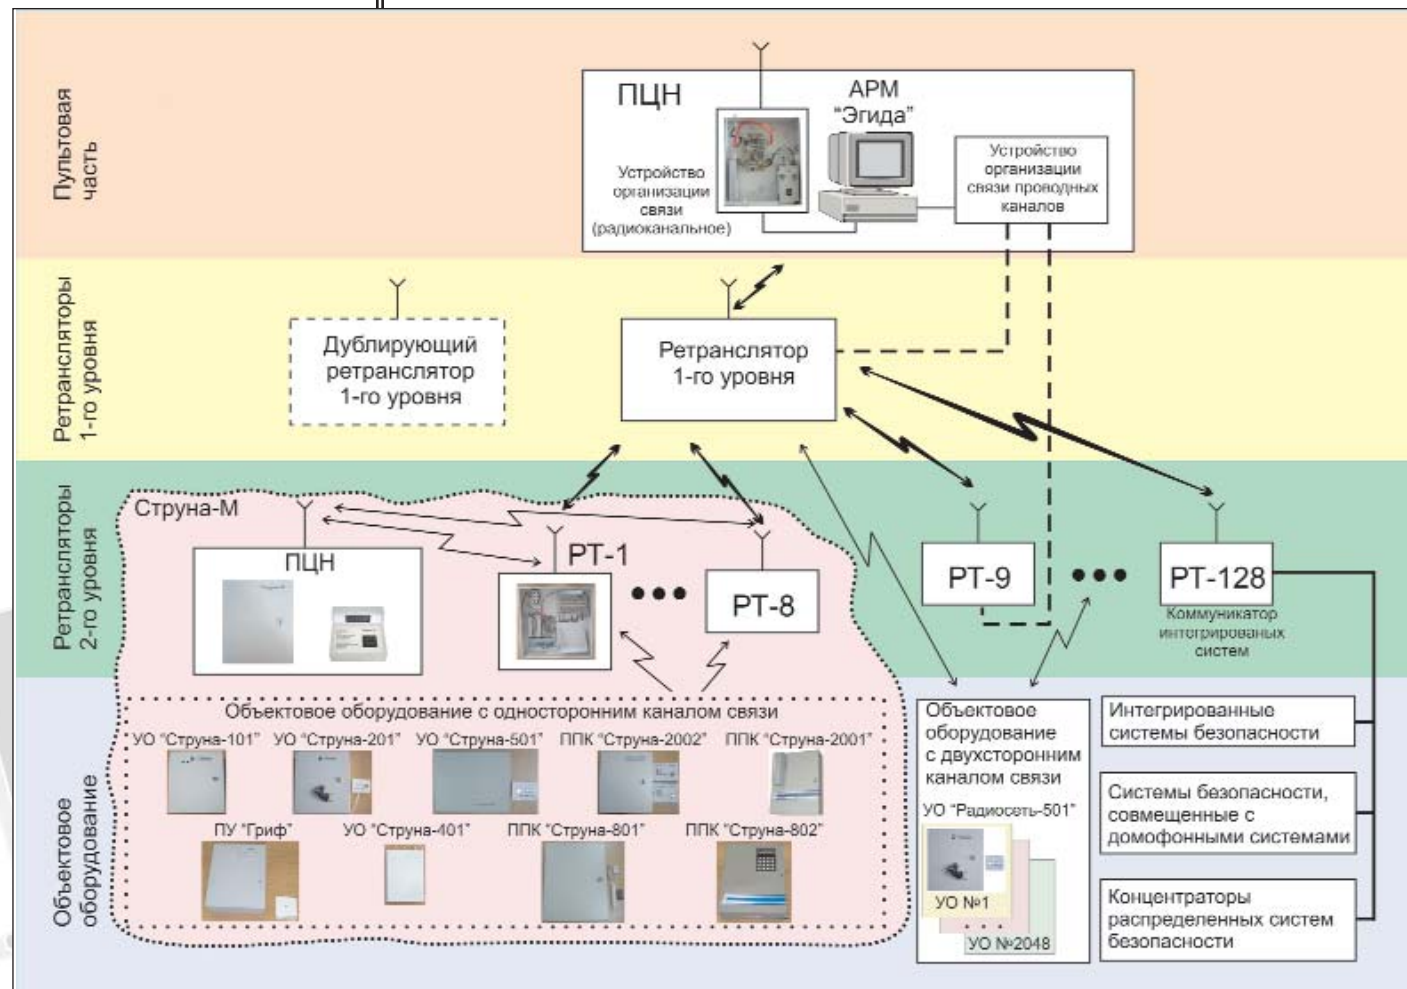 Пультовая
часть
ПЦН
АРМ
“Эгида”
Устройство
организации
связи
(радиоканальное)
Устройство
организации
связи проводных
каналов
Ретрансляторы
1-го уровня
Дублирующий
ретранслятор
1-го уровня
Ретранслятор
1-го уровня
Ретрансляторы
2-го уровня
Струна-М
ПЦН
РТ-1
РТ-8
РТ-9
РТ-128
Коммуникатор
интегрированых
систем
Объектовое
оборудование
Объектовое оборудование с односторонним каналом связи
УО “Струна-101” УО “Струна-201” УО “Струна-501” ППК “Струна-2002” ППК “Струна-2001”
ПУ “Гриф” УО “Струна-401” ППК “Струна-801” ППК “Струна-802”
Объектовое
оборудование
с двухсторонним
каналом связи
УО “Радиосеть-501”
УО №1
УО №2048
Интегрированные
системы безопасности
Системы безопасности,
совмещенные с
домофонными системами
Концентраторы
распределенных систем
безопасности